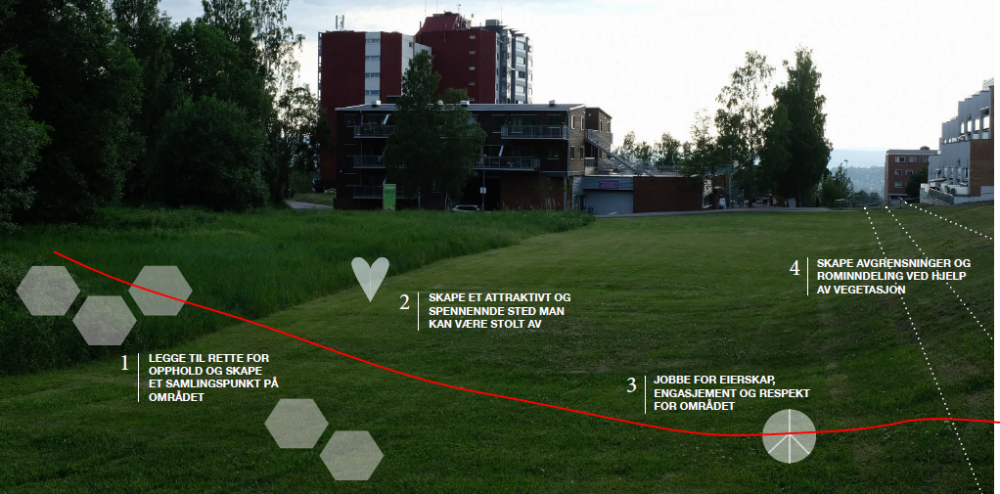 1
LEGGE TIL RETTE FOR
OPPHOLD OG SKAPE
ET SAMLINGSPUNKT PÅ
OMRÅDET
2
SKAPE ET ATTRAKTIVT OG
SPENNENNDE STED MAN
KAN VÆRE STOLT AV
3
JOBBE FOR EIERSKAP,
ENGASJEMENT OG RESPEKT
FOR OMRÅDET
4
SKAPE AVGRENSNINGER OG
ROMINNDELING VED HJELP
AV VEGETASJON